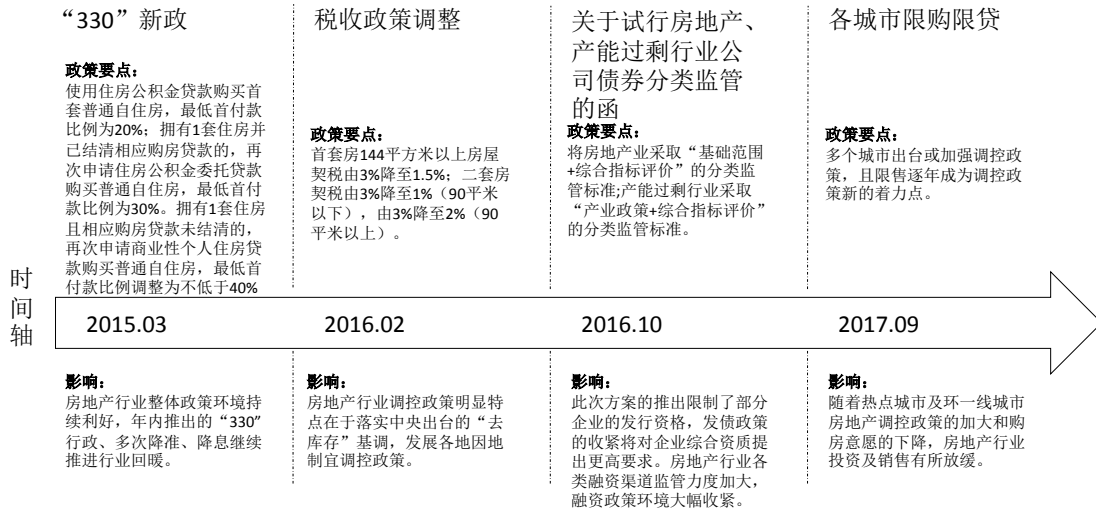 “330”新政
政策要点：
使用住房公积金贷款购买首
套普通自住房，最低首付款
比例为20%；拥有1套住房并
已结清相应购房贷款的，再
次申请住房公积金委托贷款
购买普通自住房，最低首付
款比例为30%。拥有1套住房
且相应购房贷款未结清的，
再次申请商业性个人住房贷
款购买普通自住房，最低首
付款比例调整为不低于40%
税收政策调整
政策要点：
首套房144平方米以上房屋
契税由3%降至1.5%；二套房
契税由3%降至1%（90平米
以下），由3%降至2%（90
平米以上）。
关于试行房地产、
产能过剩行业公
司债券分类监管
的函
政策要点：
将房地产业采取“基础范围
+综合指标评价”的分类监
管标准;产能过剩行业采取
“产业政策+综合指标评价”
的分类监管标准。
各城市限购限贷
政策要点：
多个城市出台或加强调控政
策，且限售逐年成为调控政
策新的着力点。
时
间
轴
2015.03
2016.02
2016.10
2017.09
影响：
房地产行业整体政策环境持
续利好，年内推出的“330”
行政、多次降准、降息继续
推进行业回暖。
影响：
房地产行业调控政策明显特
点在于落实中央出台的“去
库存”基调，发展各地因地
制宜调控政策。
影响：
此次方案的推出限制了部分
企业的发行资格，发债政策
的收紧将对企业综合资质提
出更高要求。房地产行业各
类融资渠道监管力度加大，
融资政策环境大幅收紧。
影响：
随着热点城市及环一线城市
房地产调控政策的加大和购
房意愿的下降，房地产行业
投资及销售有所放缓。